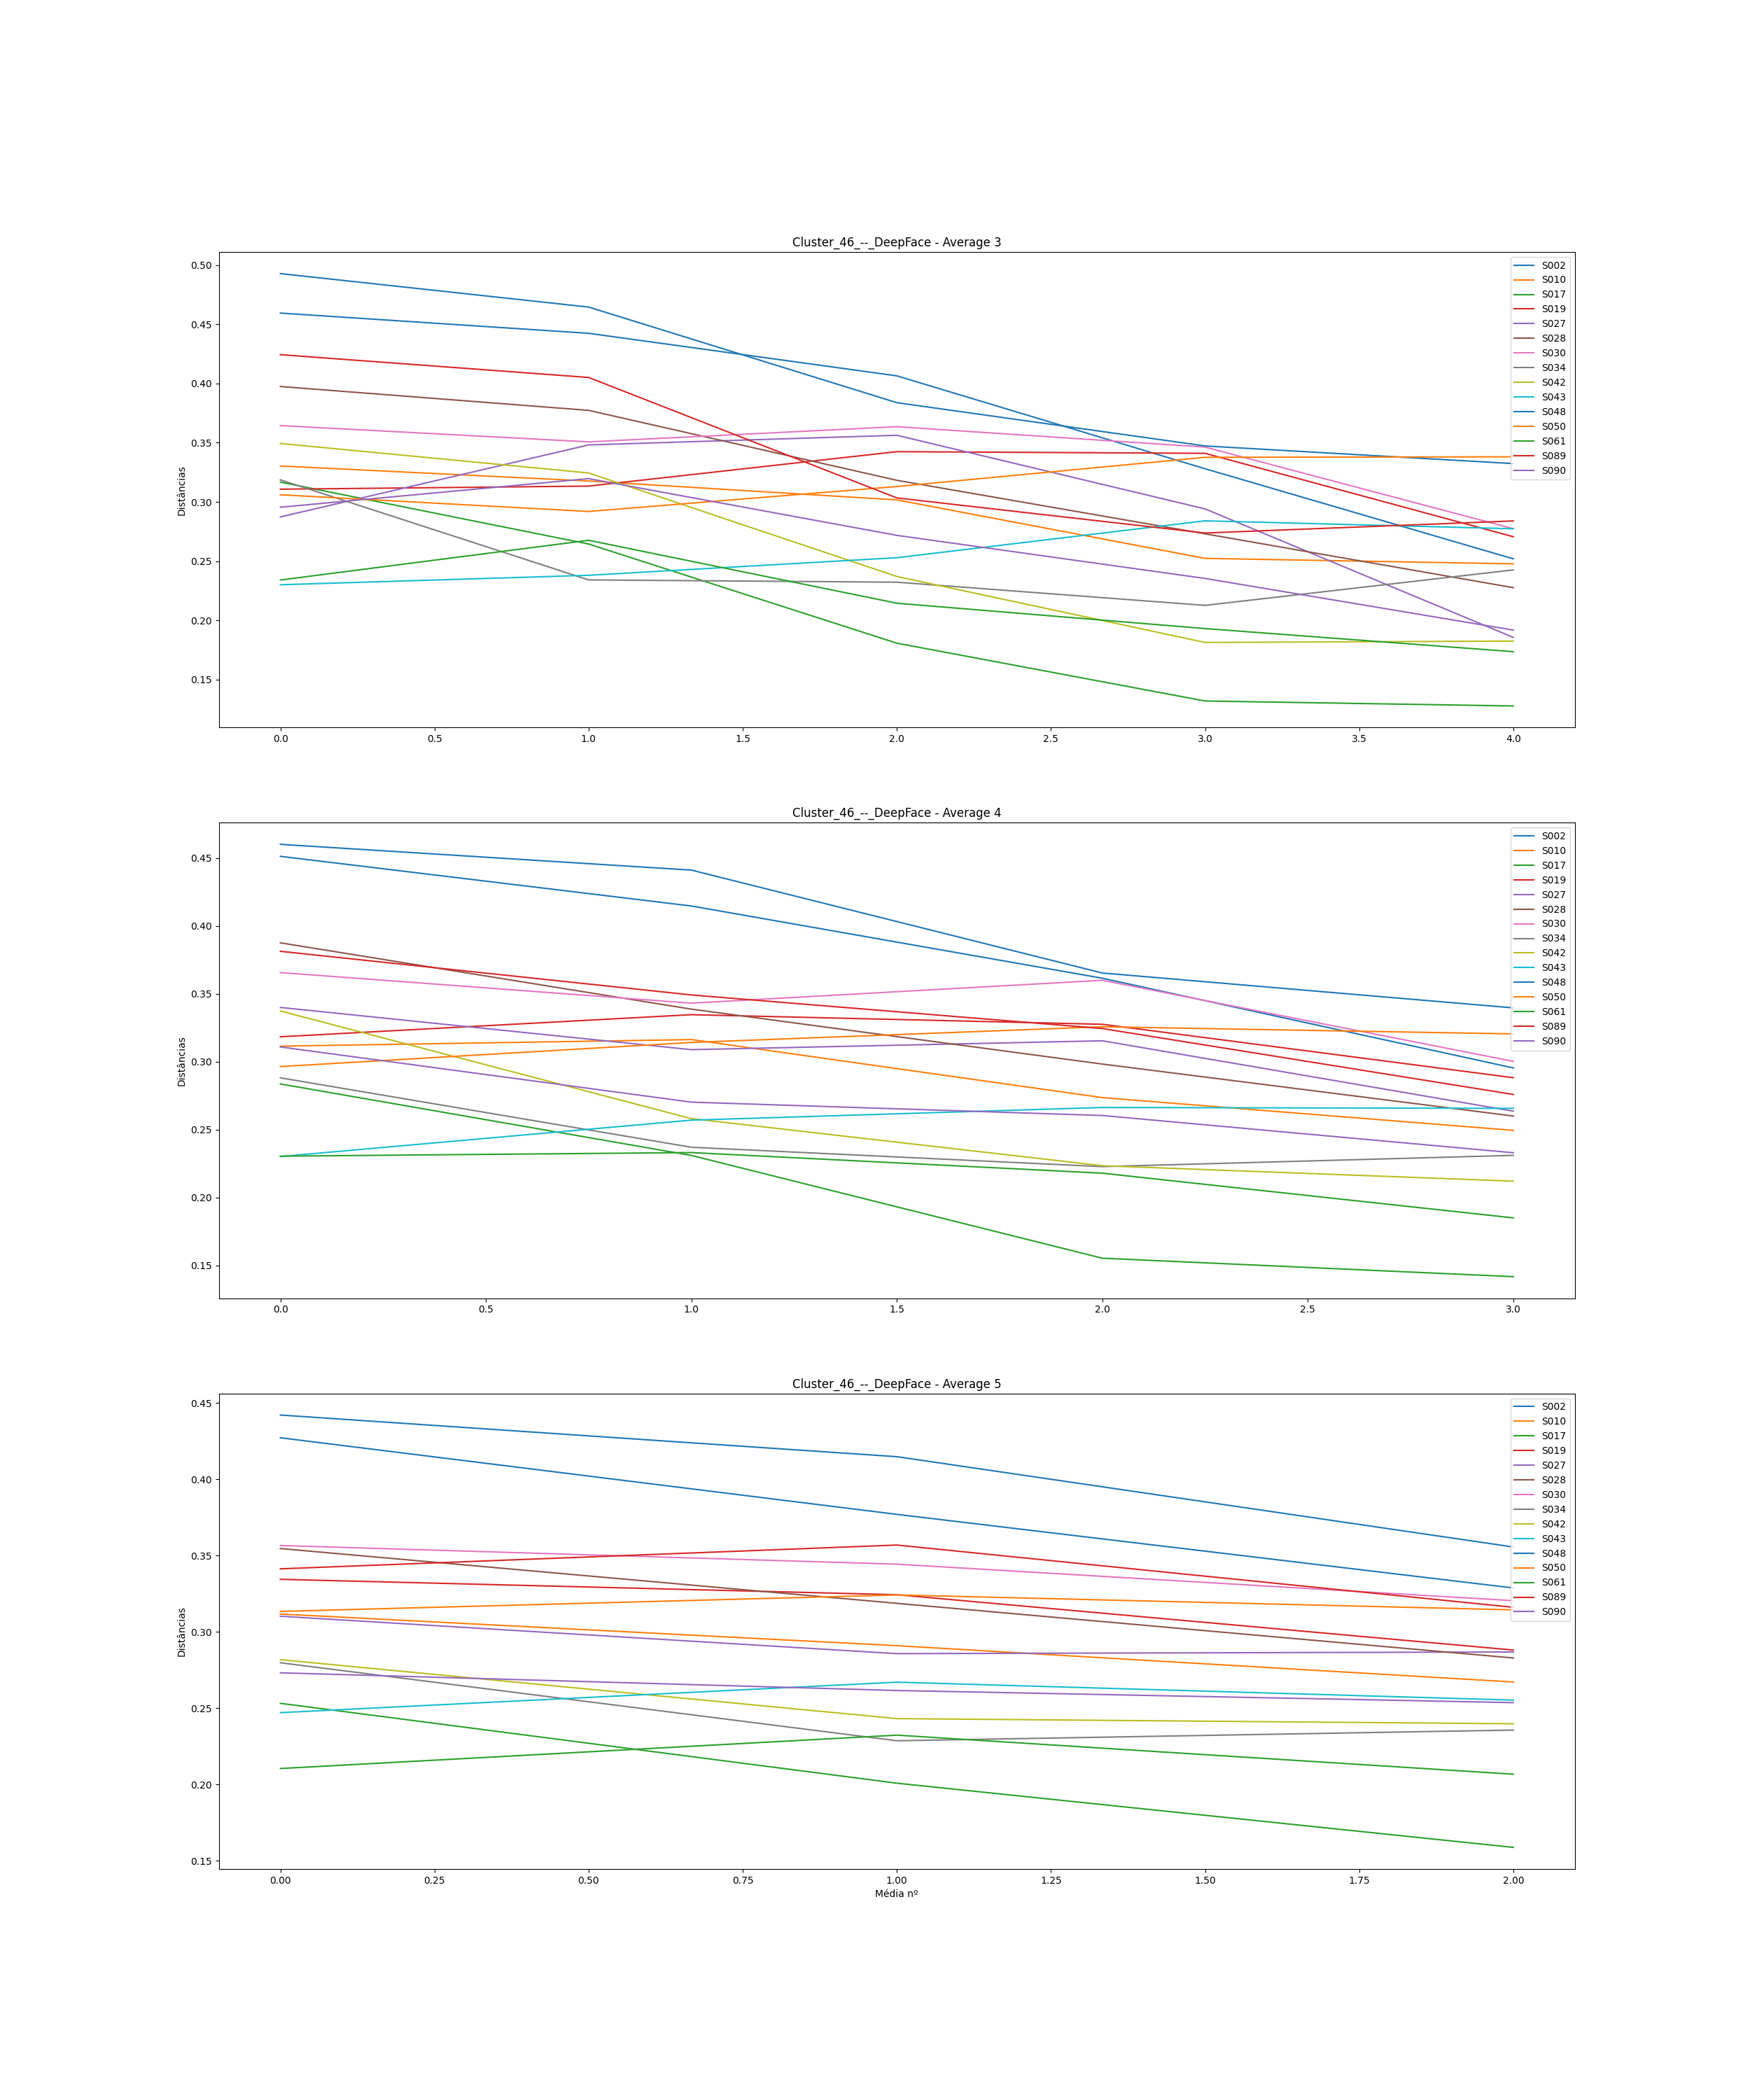 Cluster_46_--_DeepFace - Average 3
Distâncias
0.50
0.45
0.40
0.35
0.30
0.25
0.20
0.15
0.0 0.5 1.0 1.5 2.0 2.5 3.0 3.5 4.0
S002
S010
S017
S019
S027
S028
S030
S034
S042
S043
S048
S050
S061
S089
S090
Cluster_46_--_DeepFace - Average 4
Distâncias
0.45
0.40
0.35
0.30
0.25
0.20
0.15
0.0 0.5 1.0 1.5 2.0 2.5 3.0
S002
S010
S017
S019
S027
S028
S030
S034
S042
S043
S048
S050
S061
S089
S090
Cluster_46_--_DeepFace - Average 5
Distâncias
0.45
0.40
0.35
0.30
0.25
0.20
0.15
0.00 0.25 0.50 0.75 1.00 1.25 1.50 1.75 2.00
Média nº
S002
S010
S017
S019
S027
S028
S030
S034
S042
S043
S048
S050
S061
S089
S090